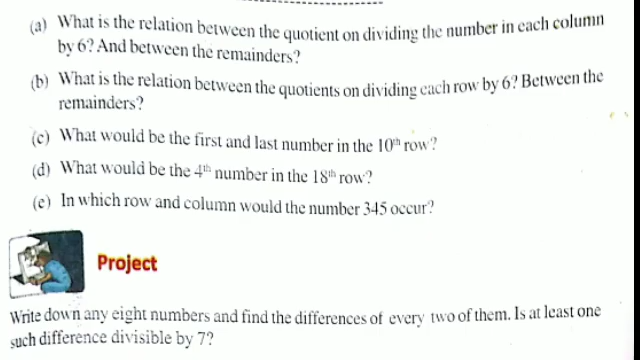 (a) What is the relation between the quotient on dividing the number in each column
by 6? And between the remainders?
(b) What is the relation between the quotients on dividing each row by 6? Between the
remainders?
(c) What would be the first and last number in the 10th row?
(d) What would be the 4th number in the 18th row?
(e) In which row and column would the number 345 occur?
Project
Write down any eight numbers and find the differences of every two of them. Is at least one
such difference divisible by 7?